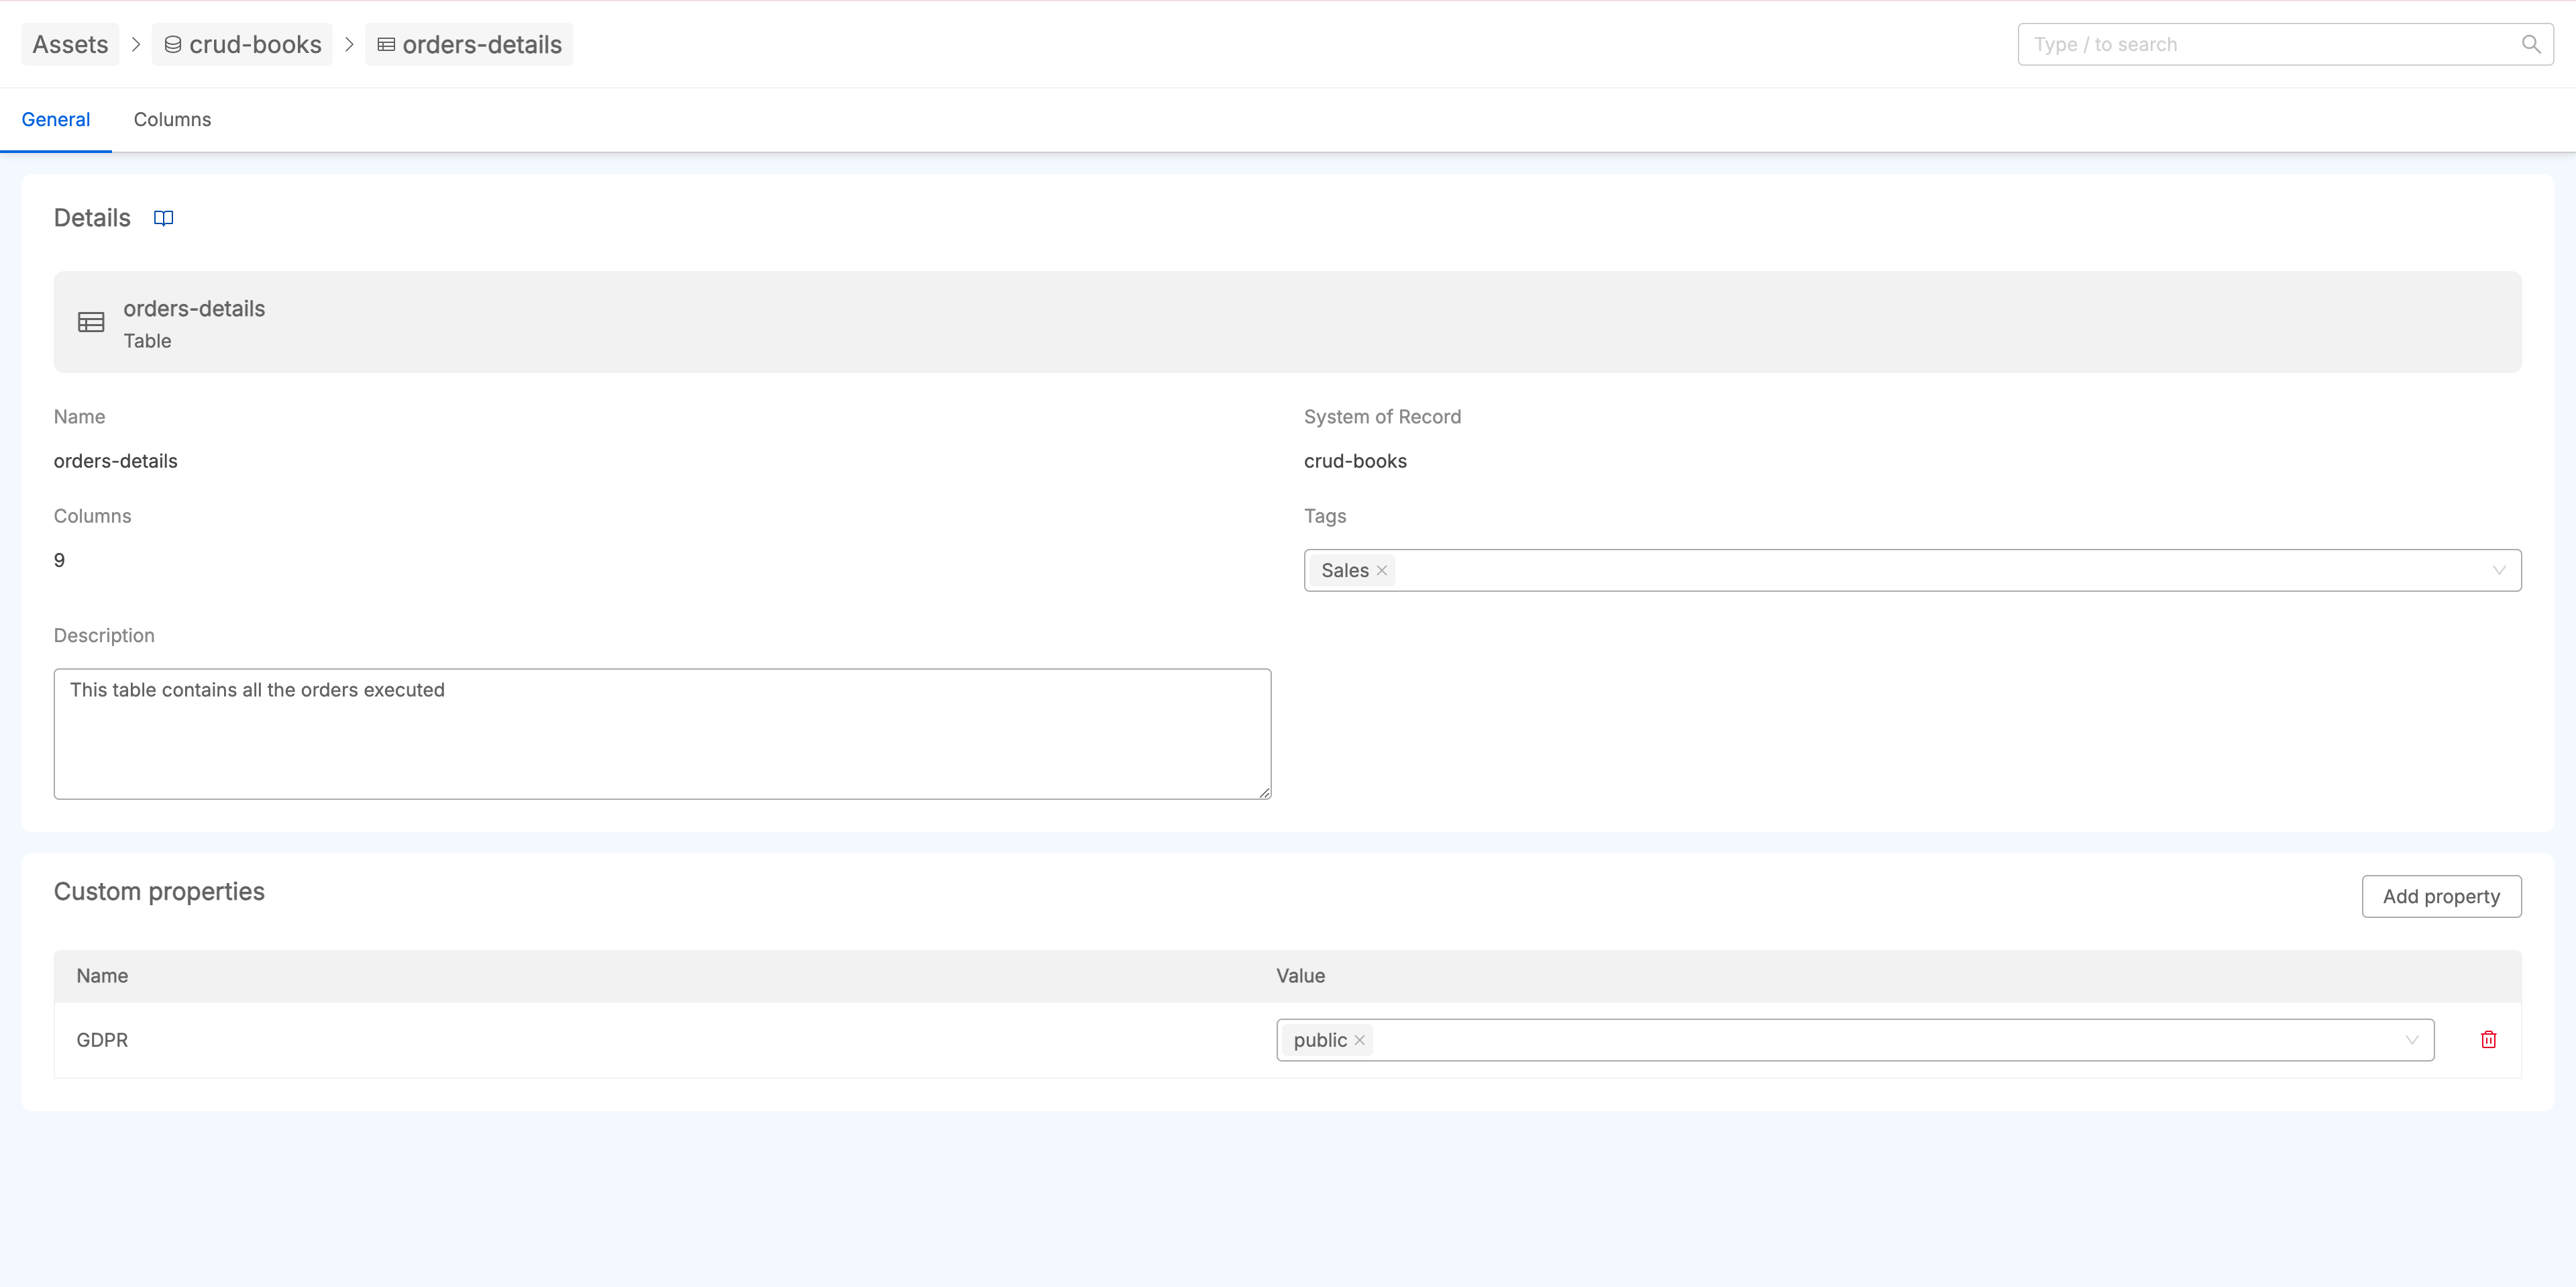 Assets > crud-books > orders-details
Type / to search
General
Columns
Details
orders-details
Table
Name
System of Record
orders-details
crud-books
Columns
Tags
9
Sales
Description
This table contains all the orders executed
Custom properties
Add property
Name
Value
GDPR
public